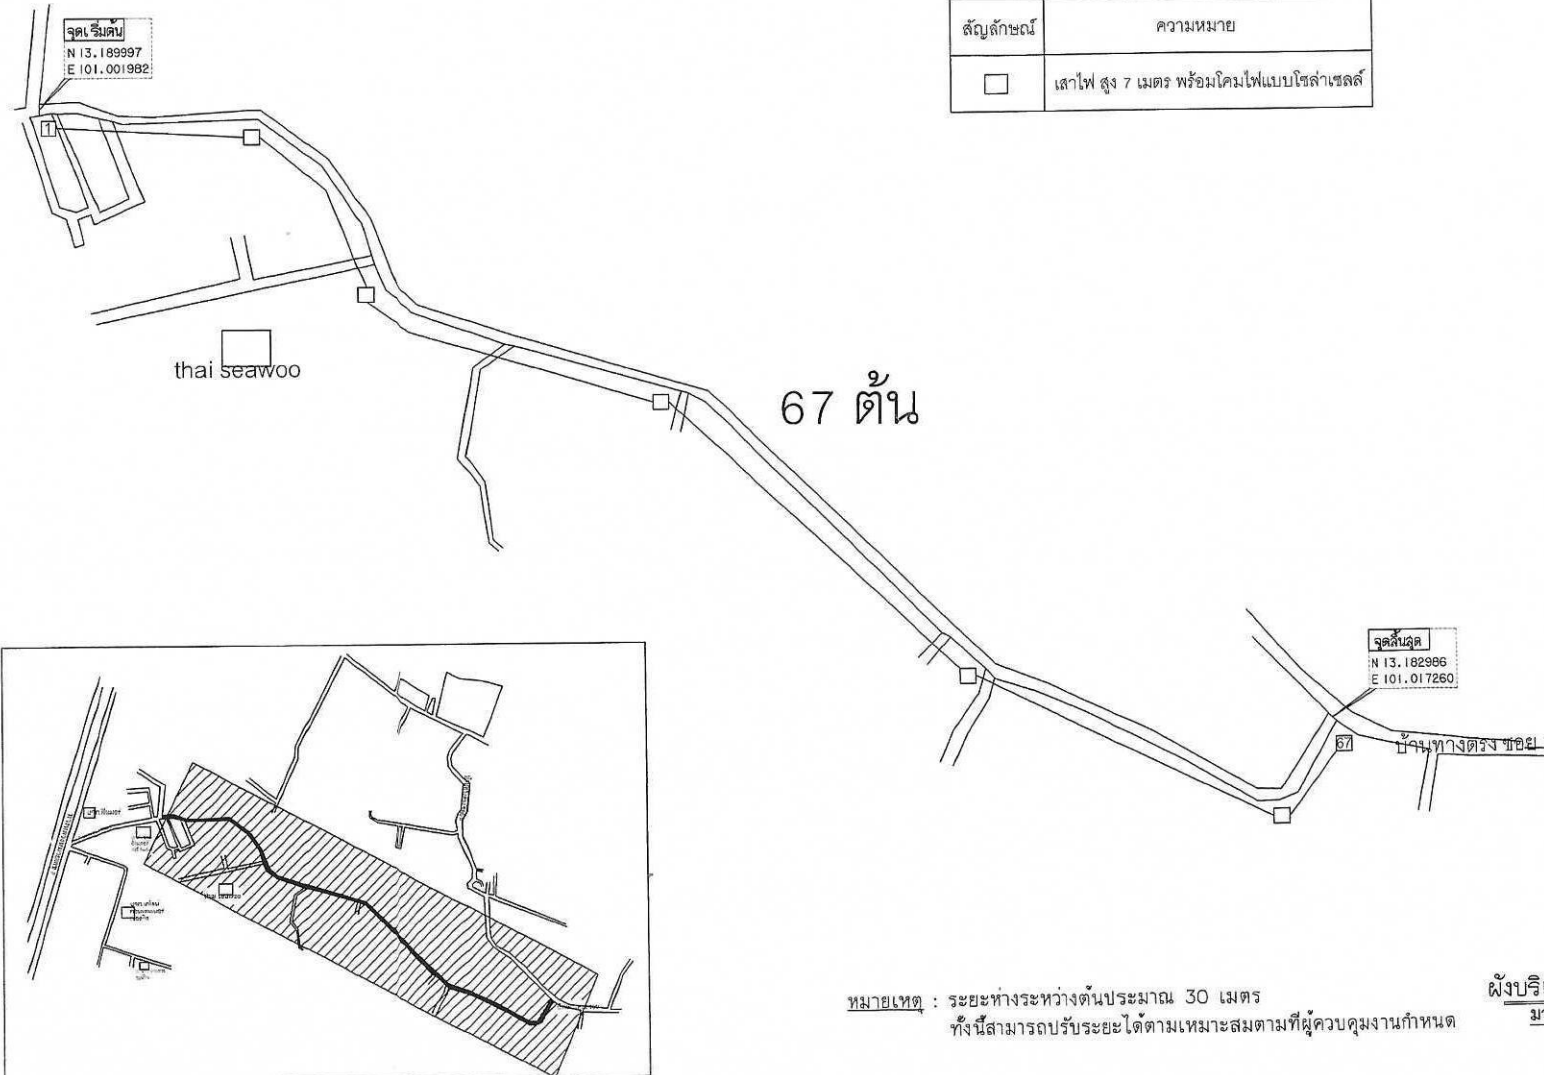 จุดเริ่มต้น
N 13.189997
E 101.001982
สัญลักษณ์ ความหมาย
เสาไฟ สูง 7 เมตร พร้อมโคมไฟแบบโซล่าเซลล์
1
thai seawoo
67 ต้น
จุดสิ้นสุด
N 13.182986
E 101.017260
67
บ้านทางตรง ซอย
thai seawoo
หมายเหตุ : ระยะห่างระหว่างต้นประมาณ 30 เมตร
ทั้งนี้สามารถปรับระยะได้ตามเหมาะสมตามที่ผู้ควบคุมงานกำหนด